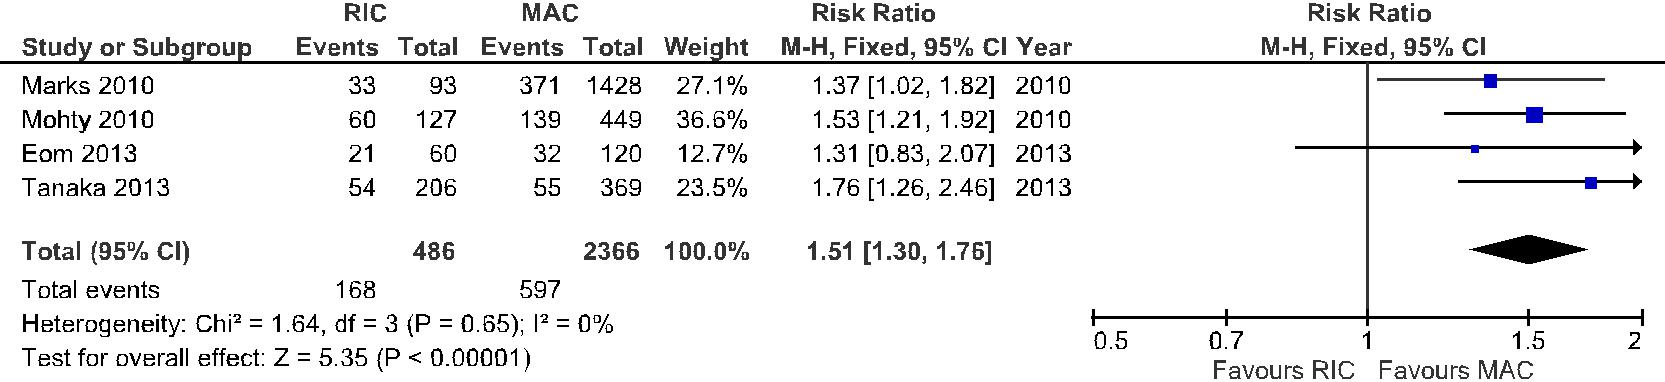 RIC MAC Risk Ratio Risk Ratio
Study or Subgroup Events Total Events Total Weight M-H, Fixed, 95% CI Year M-H, Fixed, 95% CI
Marks 2010 33 93 371 1428 27.1% 1.37 [1.02, 1.82] 2010
Mohty 2010 60 127 139 449 36.6% 1.53 [1.21, 1.92] 2010
Eom 2013 21 60 32 120 12.7% 1.31 [0.83, 2.07] 2013
Tanaka 2013 54 206 55 369 23.5% 1.76 [1.26, 2.46] 2013
Total (95% CI) 486 2366 100.0% 1.51 [1.30, 1.76]
Total events 168 597
Heterogeneity: Chi² = 1.64, df = 3 (P = 0.65); I² = 0%
Test for overall effect: Z = 5.35 (P < 0.00001)
0.5 0.7 1 1.5 2
Favours RIC Favours MAC